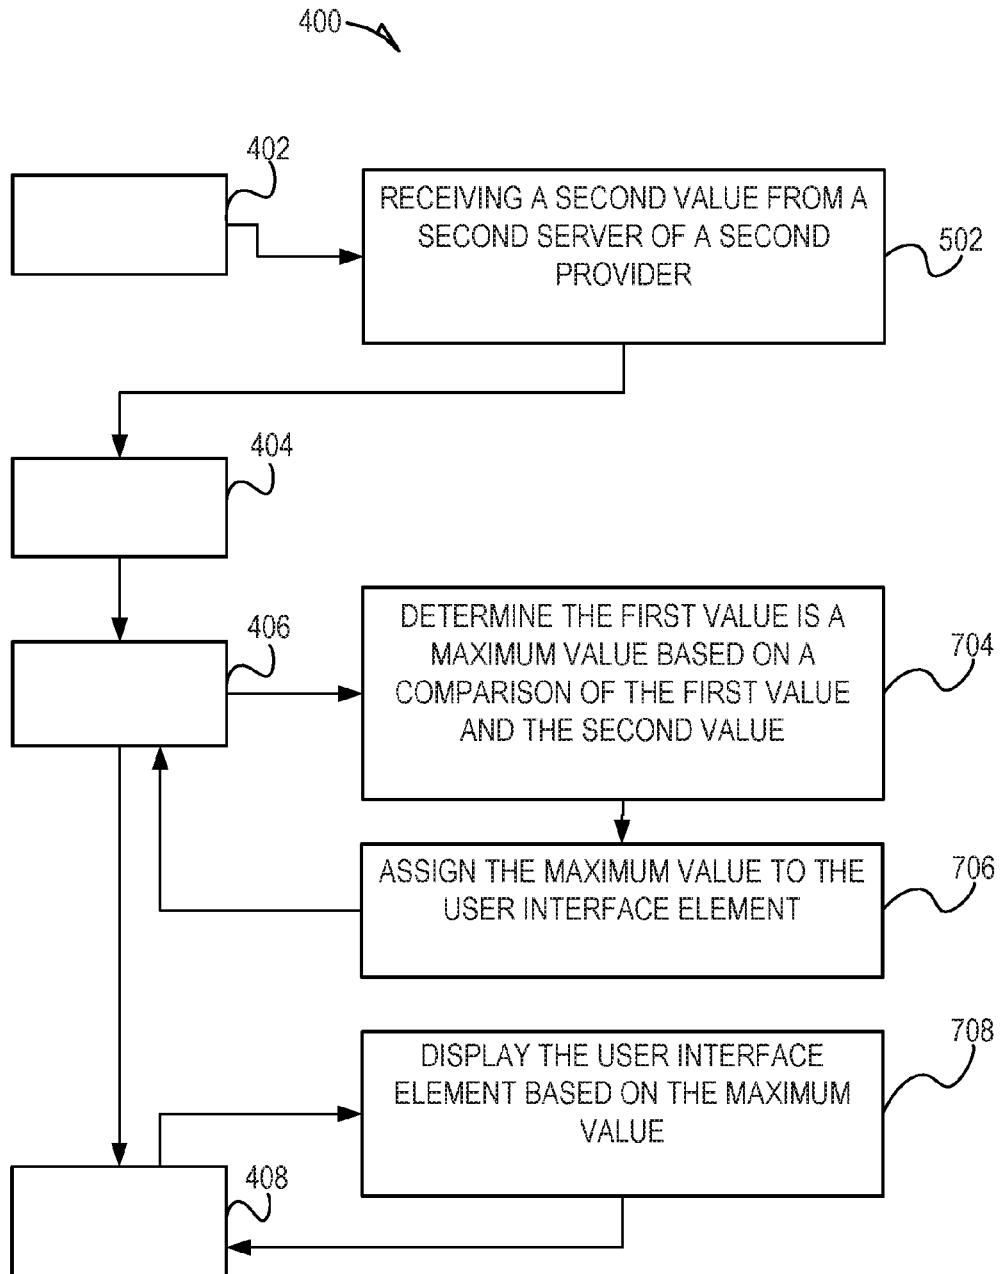 400
402
RECEIVING A SECOND VALUE FROM A
SECOND SERVER OF A SECOND
PROVIDER
502
404
406
DETERMINE THE FIRST VALUE IS A
MAXIMUM VALUE BASED ON A
COMPARISON OF THE FIRST VALUE
AND THE SECOND VALUE
704
ASSIGN THE MAXIMUM VALUE TO THE
USER INTERFACE ELEMENT
706
DISPLAY THE USER INTERFACE
ELEMENT BASED ON THE MAXIMUM
VALUE
708
408